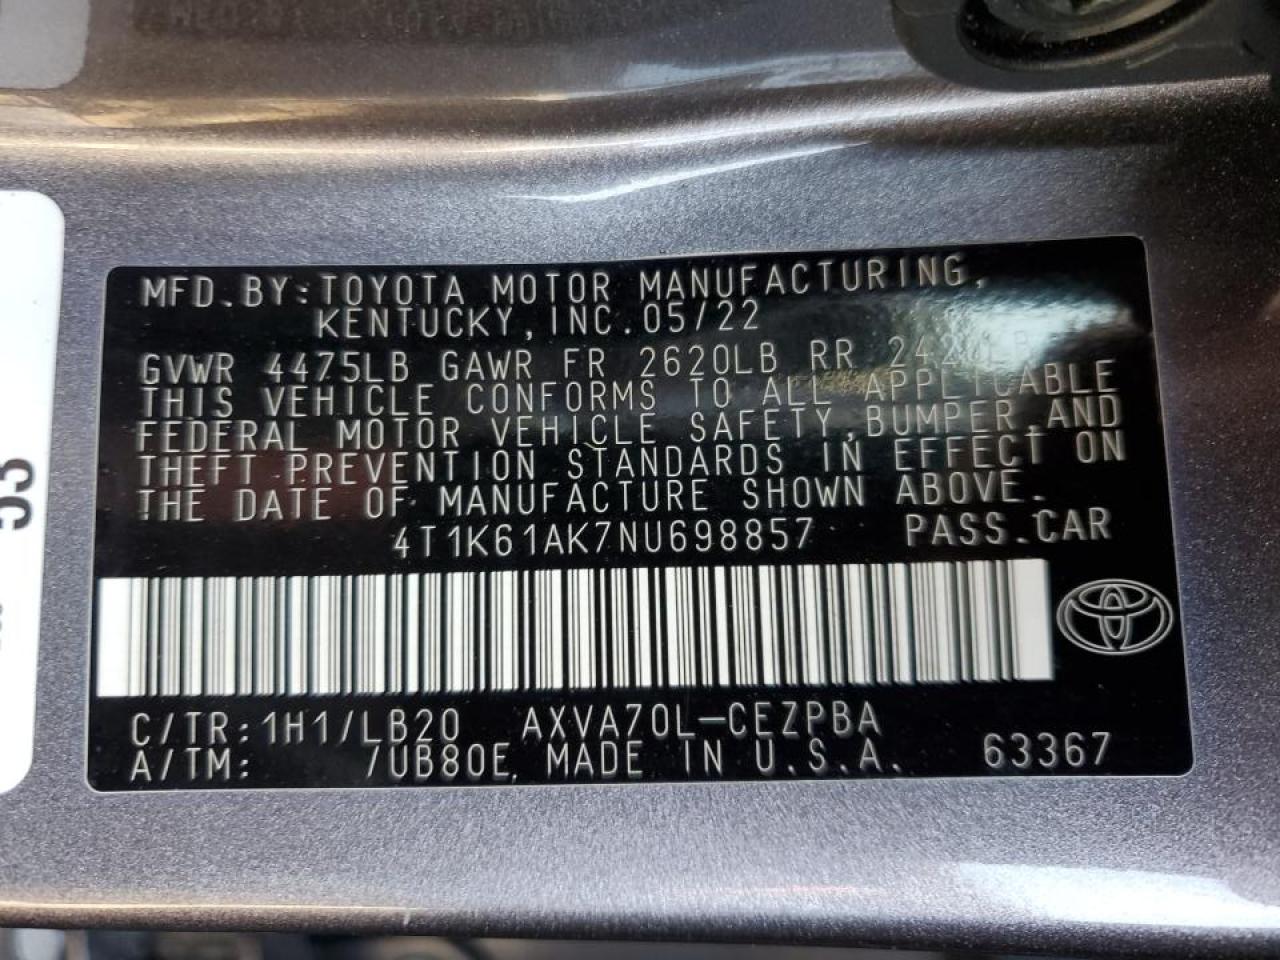 53
MFD.BY:TOYOTA MOTOR MANUFACTURING,
KENTUCKY, INC. 05/22
GVWR 4475LB GAWR FR 2620LB RR
THIS VEHICLE CONFORMS TO ALL APPLICABLE
FEDERAL MOTOR VEHICLE SAFETY, BUMPER, AND
THEFT PREVENTION STANDARDS IN EFFECT ON
THE DATE OF MANUFACTURE SHOWN ABOVE.
4T1K61AK7NU698857 PASS.CAR
C/TR:1H1/LB20 AXVA70L-CEZPBA
A/TM: /UB80E MADE IN U.S.A. 63367